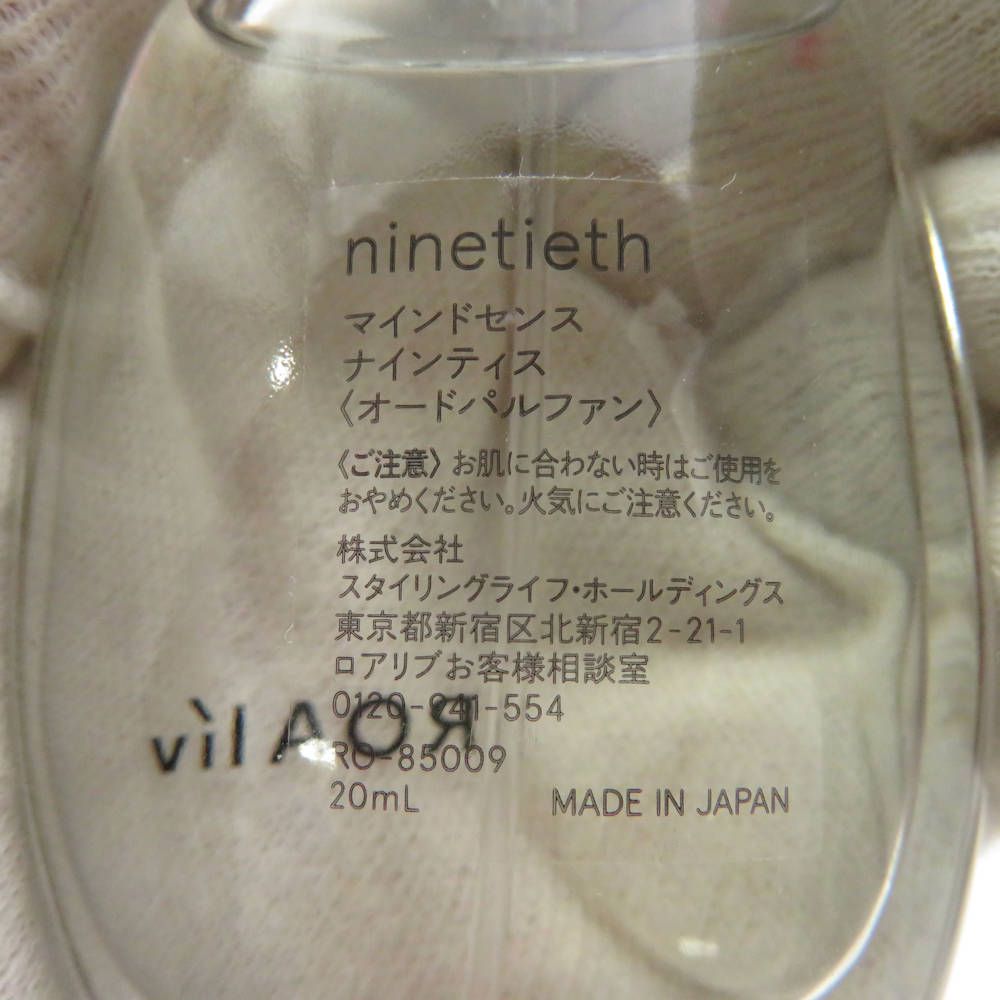 ninetieth
マインドセンス
ナインティス
〈オードパルファン〉
〈ご注意〉お肌に合わない時はご使用を
おやめください。火気にご注意ください。
株式会社
スタイリングライフ・ホールディングス
東京都新宿区北新宿2-21-1
ロアリブお客様相談室
0120-941-554
ROAlìv
RO-85009
20mL MADE IN JAPAN